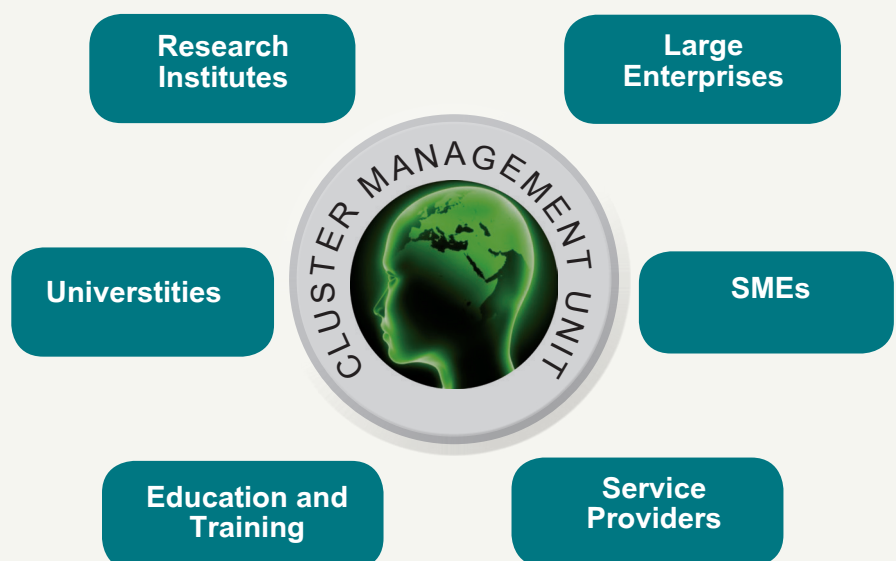 Research
Institutes
Large
Enterprises
CLUSTER MANAGEMENT UNIT
Universtities
SMEs
Education and
Training
Service
Providers